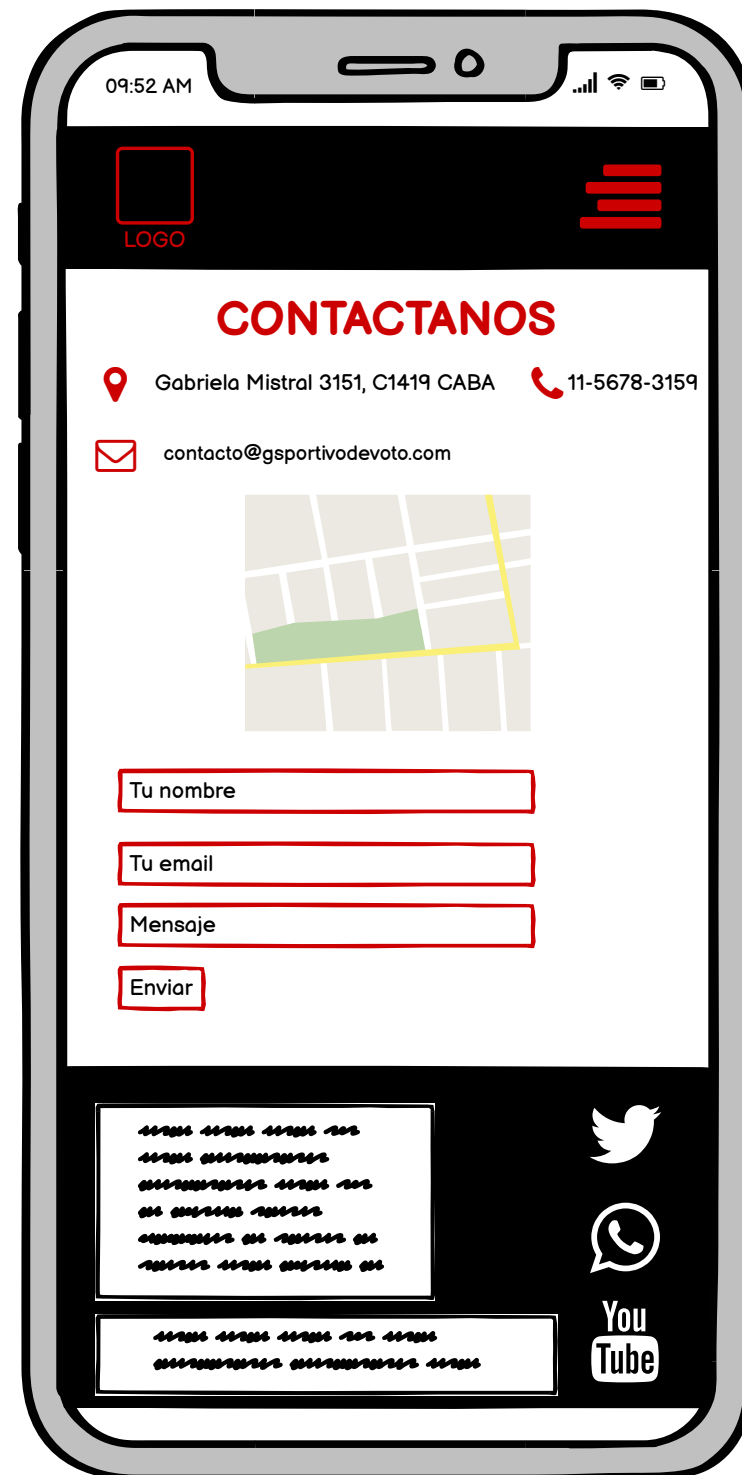 09:52 AM
LOGO
CONTACTANOS
Gabriela Mistral 3151, C1419 CABA 11-5678-3159
contacto@gsportivodevoto.com
Tu nombre
Tu email
Mensaje
Enviar
You
Tube